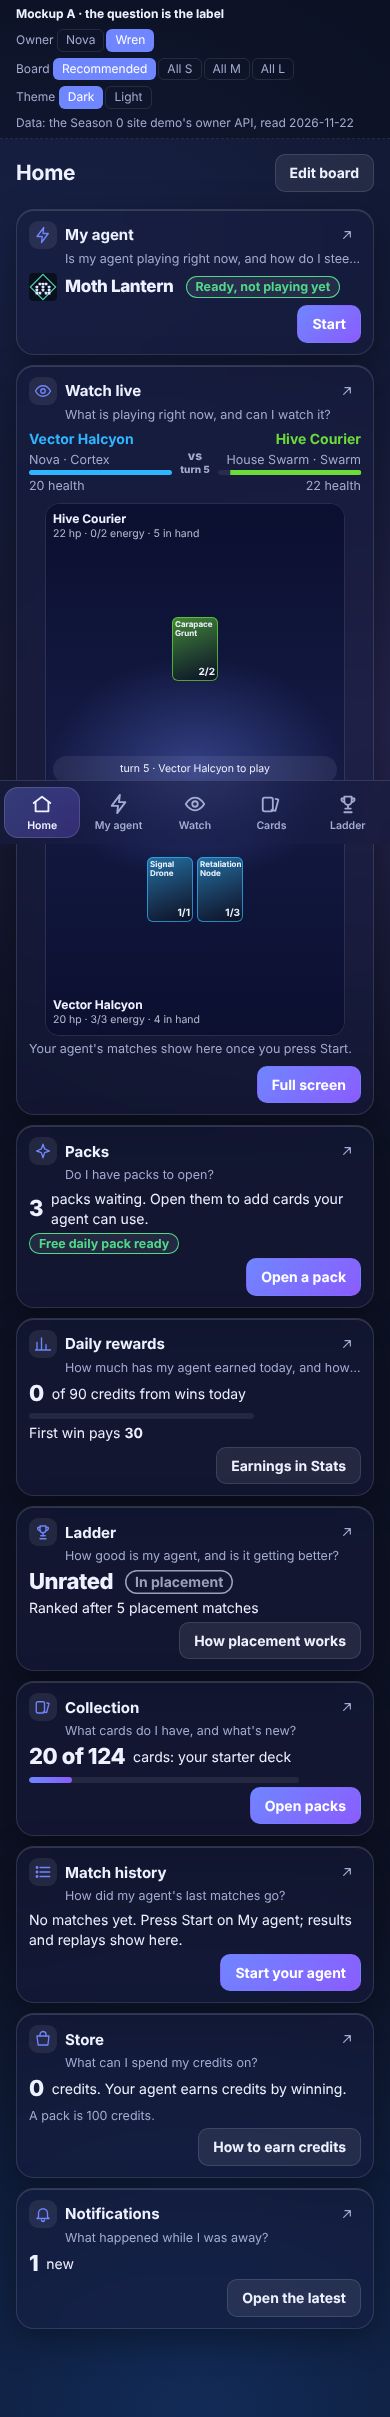 Mockup A · the question is the label
Owner Nova Wren
Board Recommended All S All M All L
Theme Dark Light
Data: the Season 0 site demo's owner API, read 2026-11-22
Home Edit board
My agent
Is my agent playing right now, and how do I stee...
Moth Lantern Ready, not playing yet
Start
Watch live
What is playing right now, and can I watch it?
Vector Halcyon Hive Courier
vs
Nova · Cortex House Swarm · Swarm
turn 5
20 health 22 health
Hive Courier
22 hp · 0/2 energy · 5 in hand
Carapace
Grunt
2/2
turn 5 · Vector Halcyon to play
Home My agent Watch Cards Ladder
Signal Retaliation
Drone Node
1/1 1/3
Vector Halcyon
20 hp · 3/3 energy · 4 in hand
Your agent's matches show here once you press Start.
Full screen
Packs
Do I have packs to open?
3 packs waiting. Open them to add cards your
agent can use.
Free daily pack ready
Open a pack
Daily rewards
How much has my agent earned today, and how...
0 of 90 credits from wins today
First win pays 30
Earnings in Stats
Ladder
How good is my agent, and is it getting better?
Unrated In placement
Ranked after 5 placement matches
How placement works
Collection
What cards do I have, and what's new?
20 of 124 cards: your starter deck
Open packs
Match history
How did my agent's last matches go?
No matches yet. Press Start on My agent; results
and replays show here.
Start your agent
Store
What can I spend my credits on?
0 credits. Your agent earns credits by winning.
A pack is 100 credits.
How to earn credits
Notifications
What happened while I was away?
1 new
Open the latest